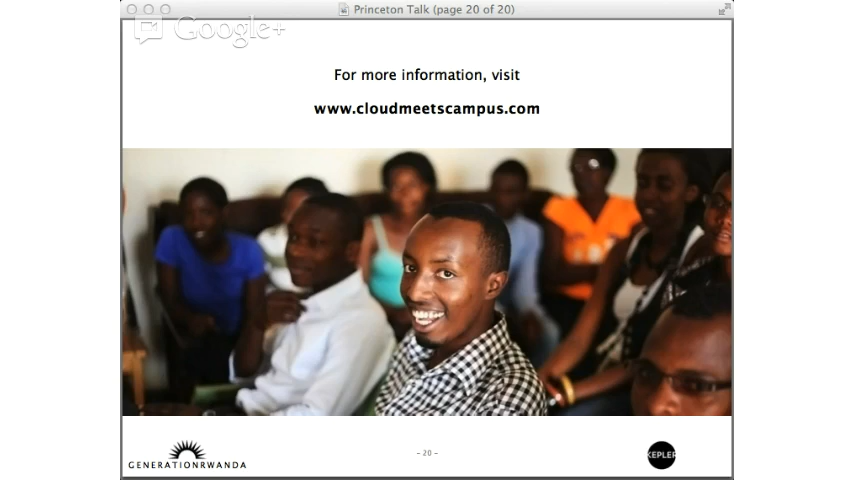 Princeton Talk (page 20 of 20)
Google+
For more information, visit
www.cloudmeetscampus.com
GENERATIONRWANDA
- 20 -
KEPLER